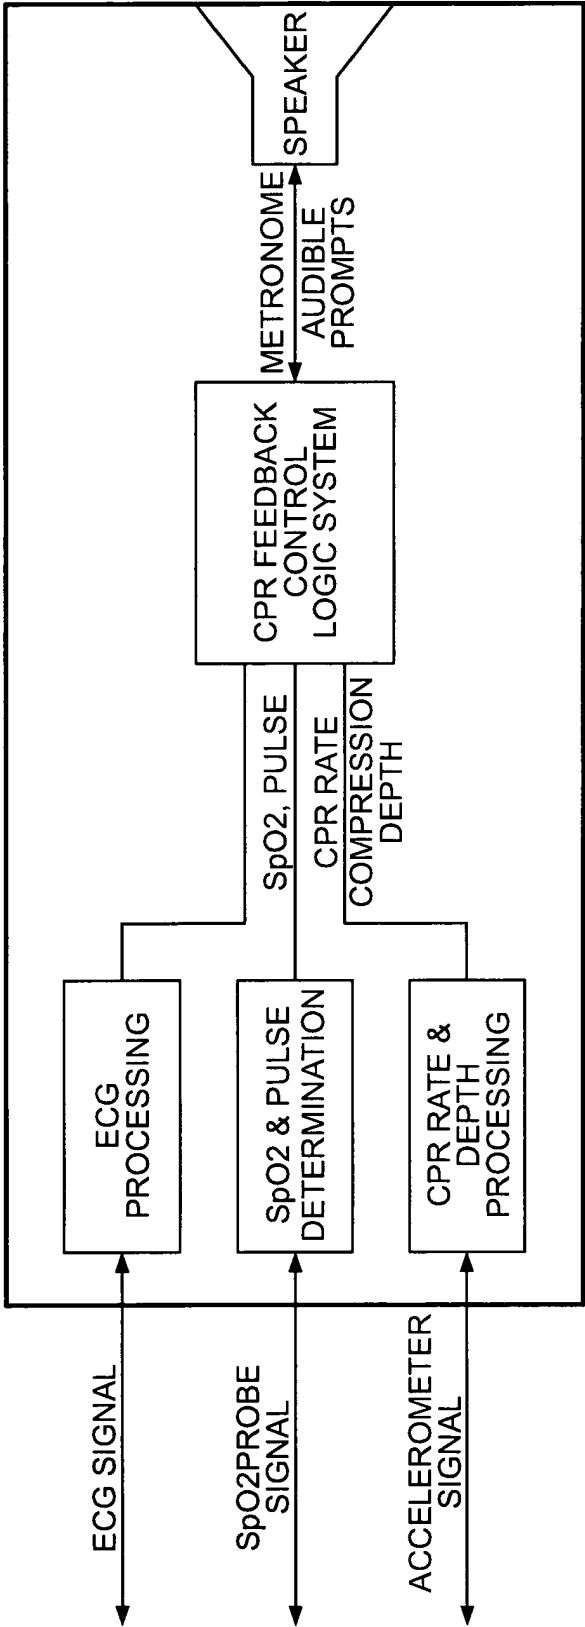 ECG SIGNAL
SpO2PROBE
SIGNAL
ACCELEROMETER
SIGNAL
ECG
PROCESSING
SpO2 & PULSE
DETERMINATION
CPR RATE &
DEPTH
PROCESSING
SpO2, PULSE
CPR RATE
COMPRESSION
DEPTH
CPR FEEDBACK
CONTROL
LOGIC SYSTEM
METRONOME
AUDIBLE
PROMPTS
SPEAKER